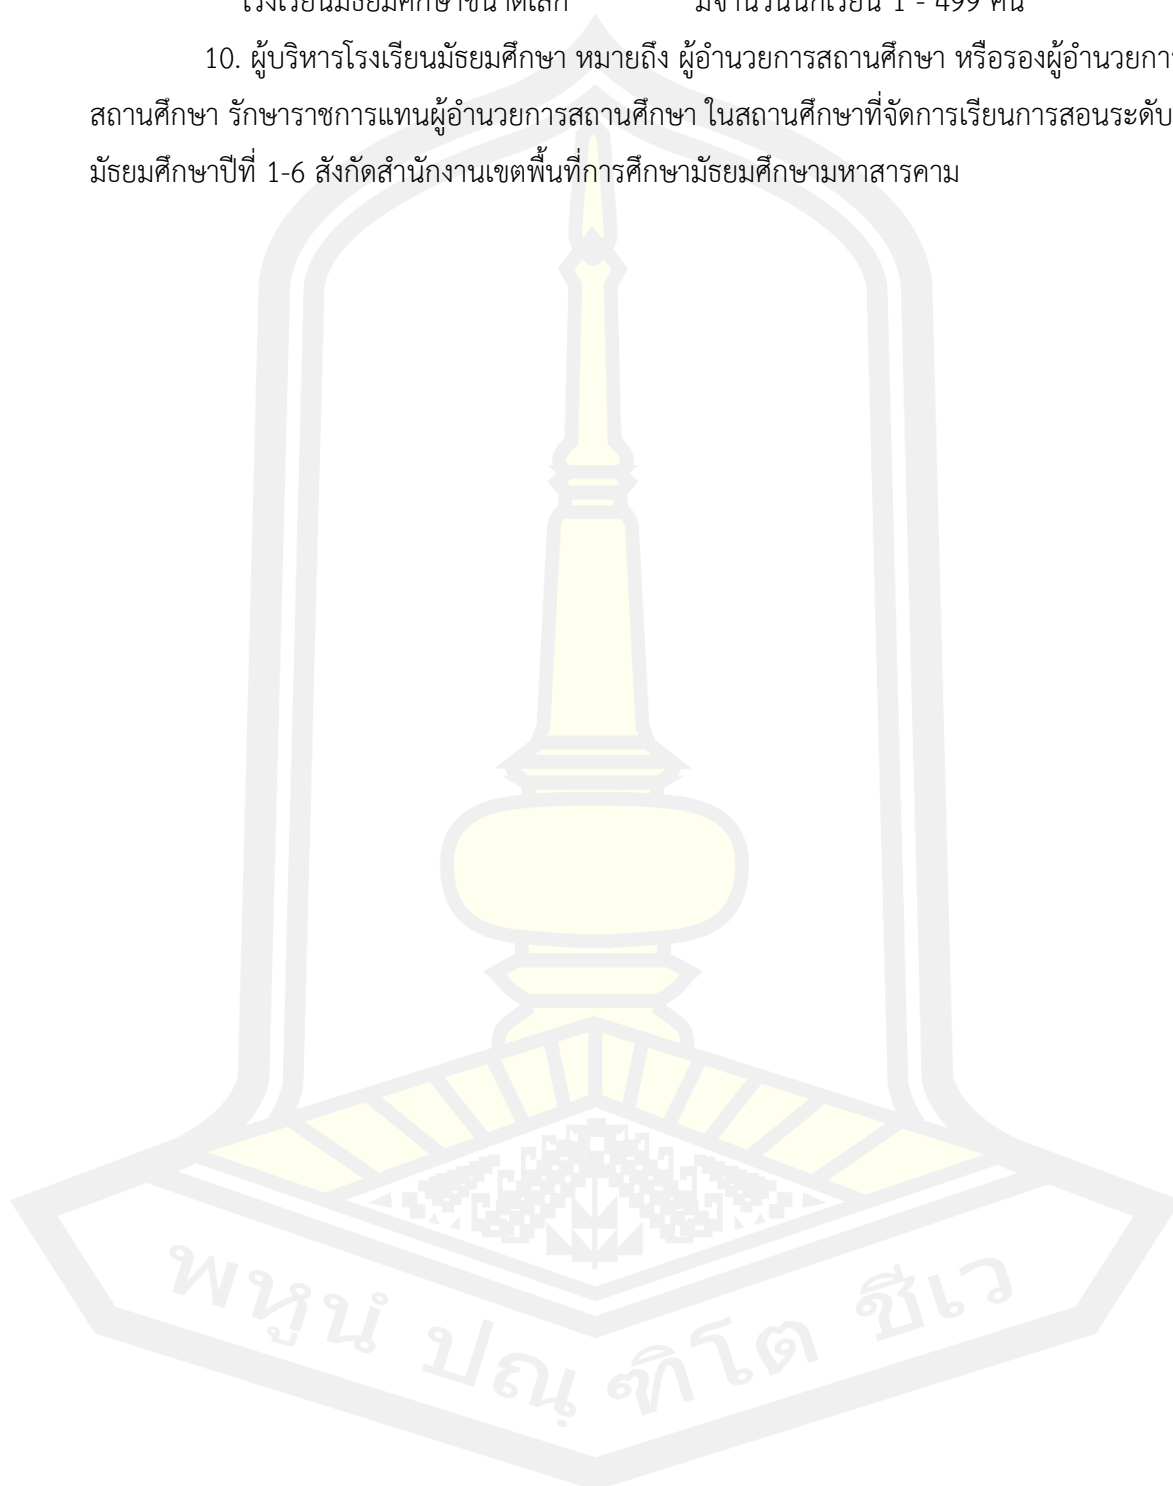 โรงเรียนมัธยมศึกษาขนาดเล็ก มีจำนวนนักเรียน 1 - 499 คน
10. ผู้บริหารโรงเรียนมัธยมศึกษา หมายถึง ผู้อำนวยการสถานศึกษา หรือรองผู้อำนวยการ
สถานศึกษา รักษาราชการแทนผู้อำนวยการสถานศึกษา ในสถานศึกษาที่จัดการเรียนการสอนระดับ
มัธยมศึกษาปีที่ 1-6 สังกัดสำนักงานเขตพื้นที่การศึกษามัธยมศึกษามหาสารคาม
พหูนํ ปณฺฑิโต ชีเว